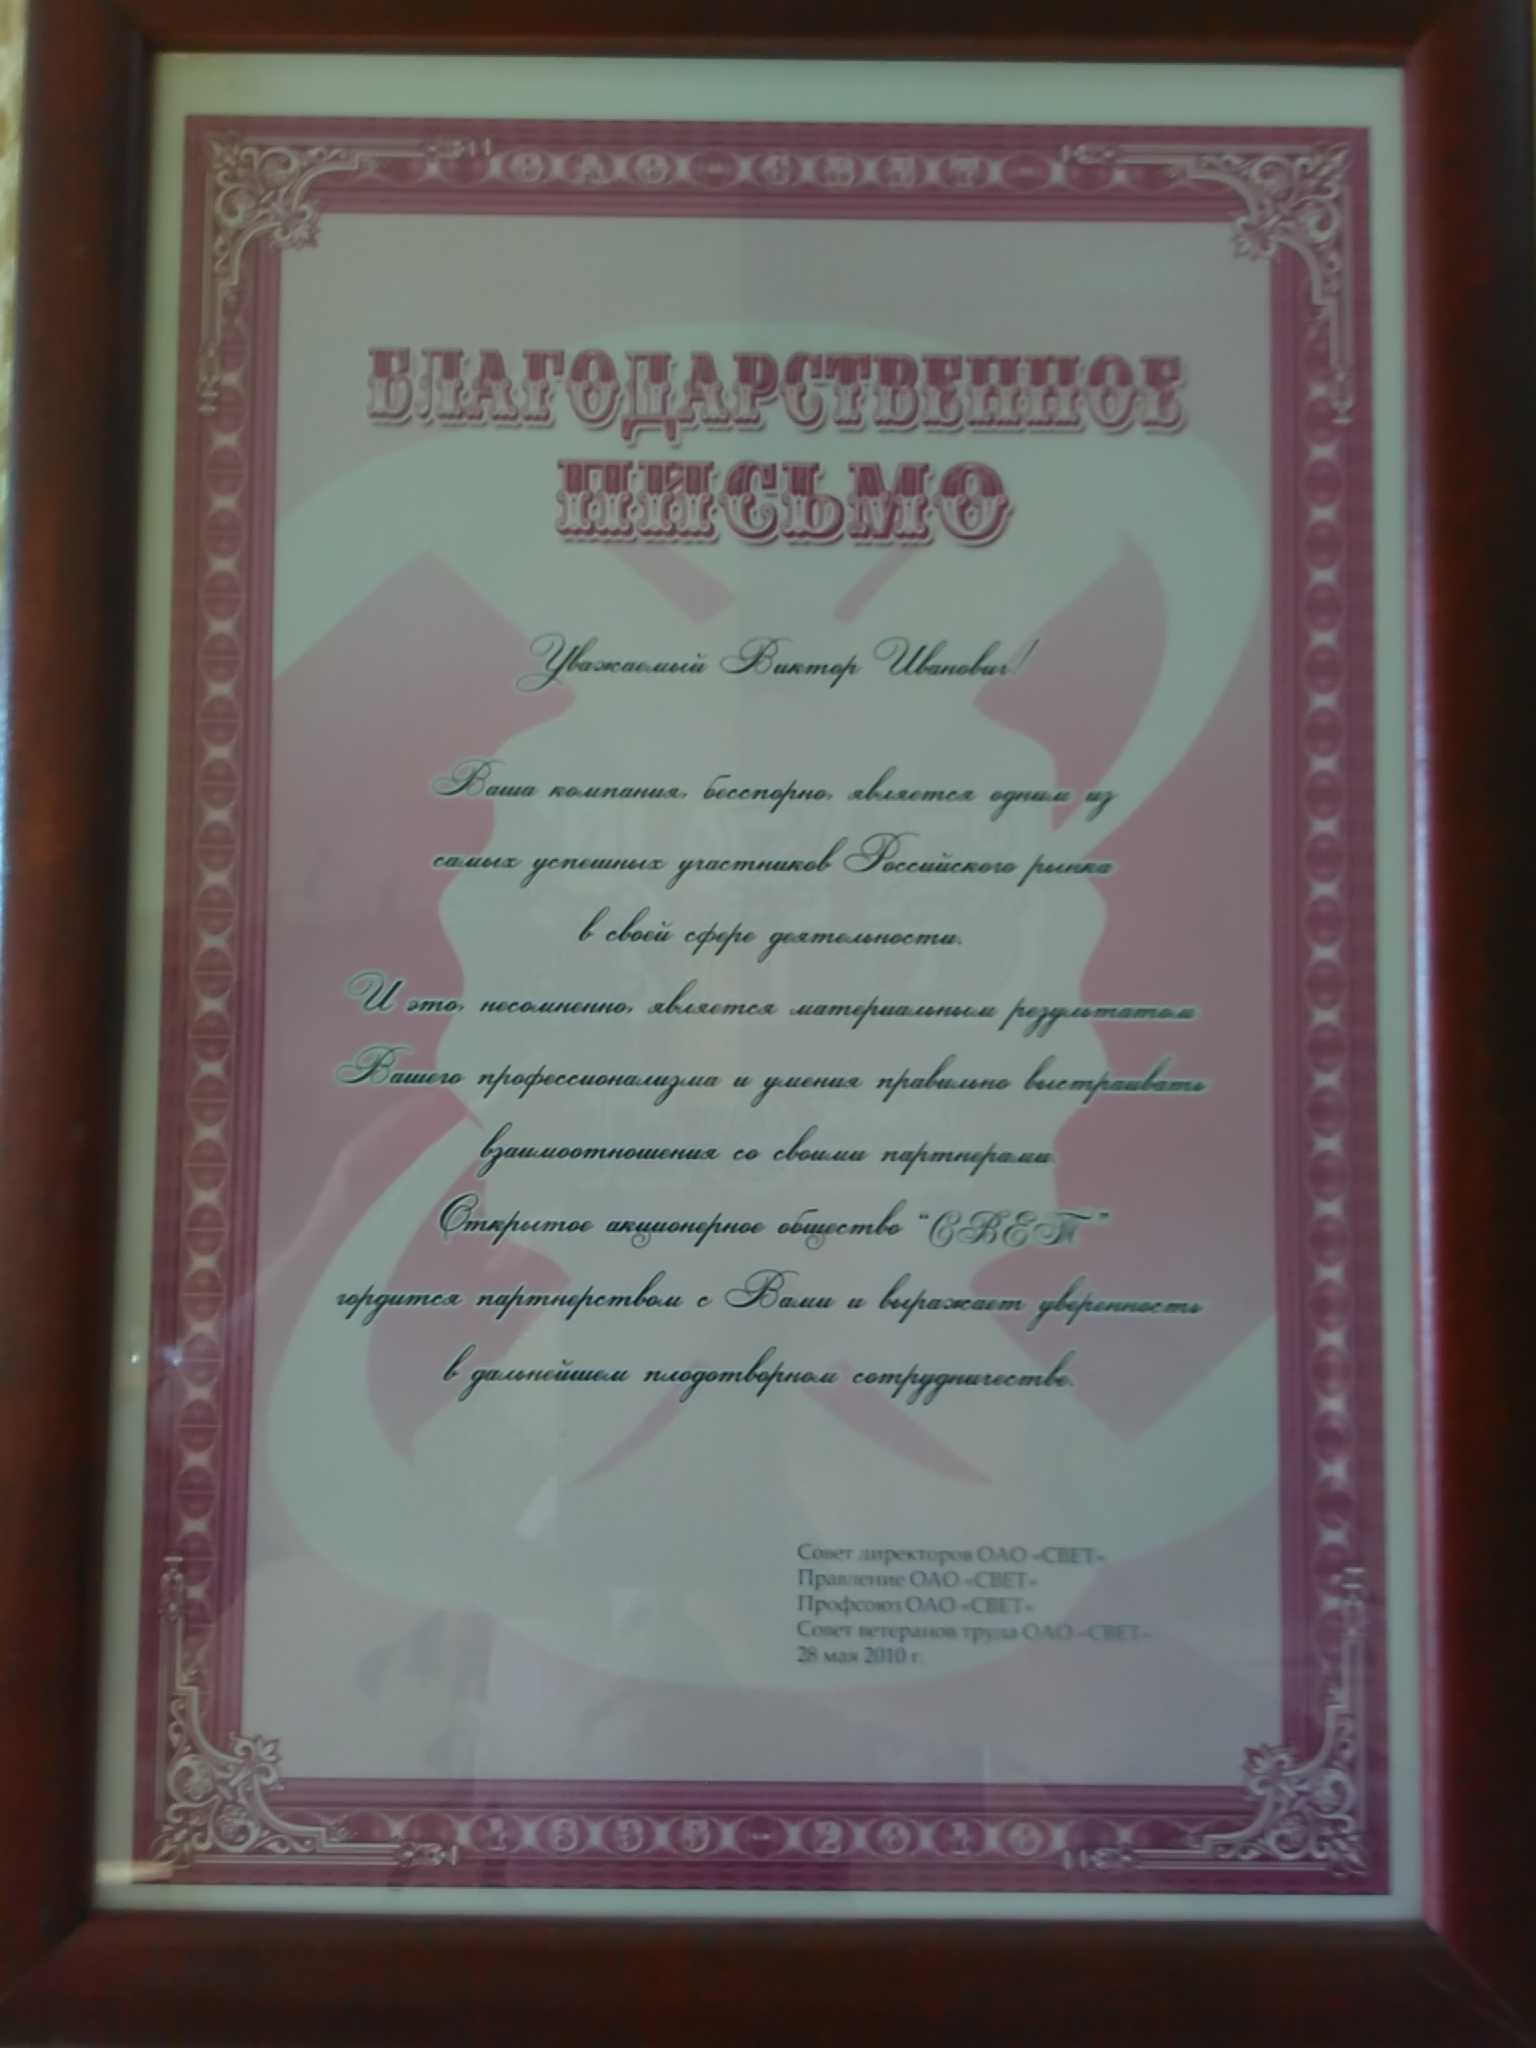 ОАО - СВЕТ -
БЛАГОДАРСТВЕННОЕ
ПИСЬМО
Уважаемый Виктор Иванович!
Ваша компания, бесспорно, является одним из
самых успешных участников Российского рынка
в своей сфере деятельности.
И это, несомненно, является материальным результатом
Вашего профессионализма и умения правильно выстраивать
взаимоотношения со своими партнерами.
Открытое акционерное общество "СВЕТ"
гордится партнерством с Вами и выражает уверенность
в дальнейшем плодотворном сотрудничестве.
Совет директоров ОАО «СВЕТ»
Правление ОАО «СВЕТ»
Профсоюз ОАО «СВЕТ»
Совет ветеранов труда ОАО «СВЕТ»
28 мая 2010 г.